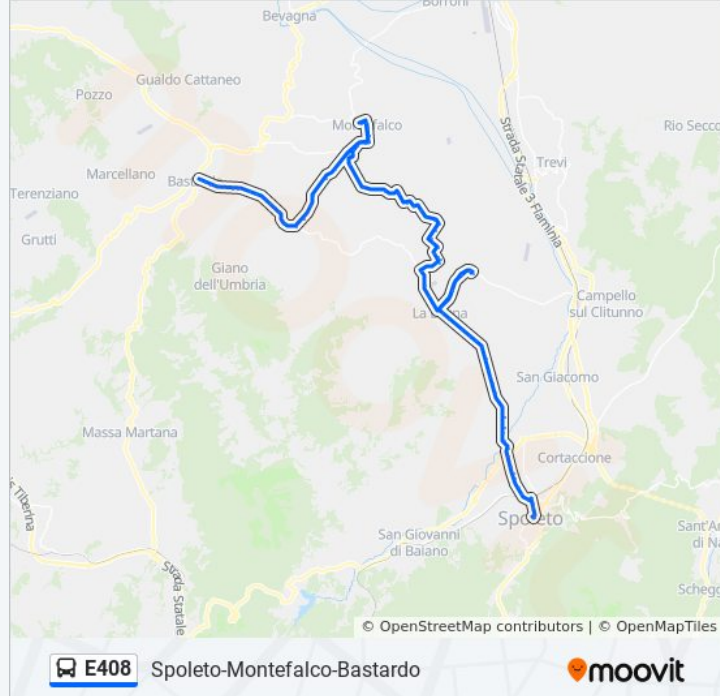 Bevagna
Borroni
Gualdo Cattaneo
Pozzo
Rio Secco
Strada Statale 3 Flaminia
Trevi
Marcellano
Terenziano
Grutti
Giano
dell'Umbria
Campello
sul Clitunno
San Giacomo
Massa Martana
Cortaccione
Spoleto
San Giovanni
di Baiano
Strada Statale
© OpenStreetMap contributors | © OpenMapTiles
E408 Spoleto-Montefalco-Bastardo
moovit